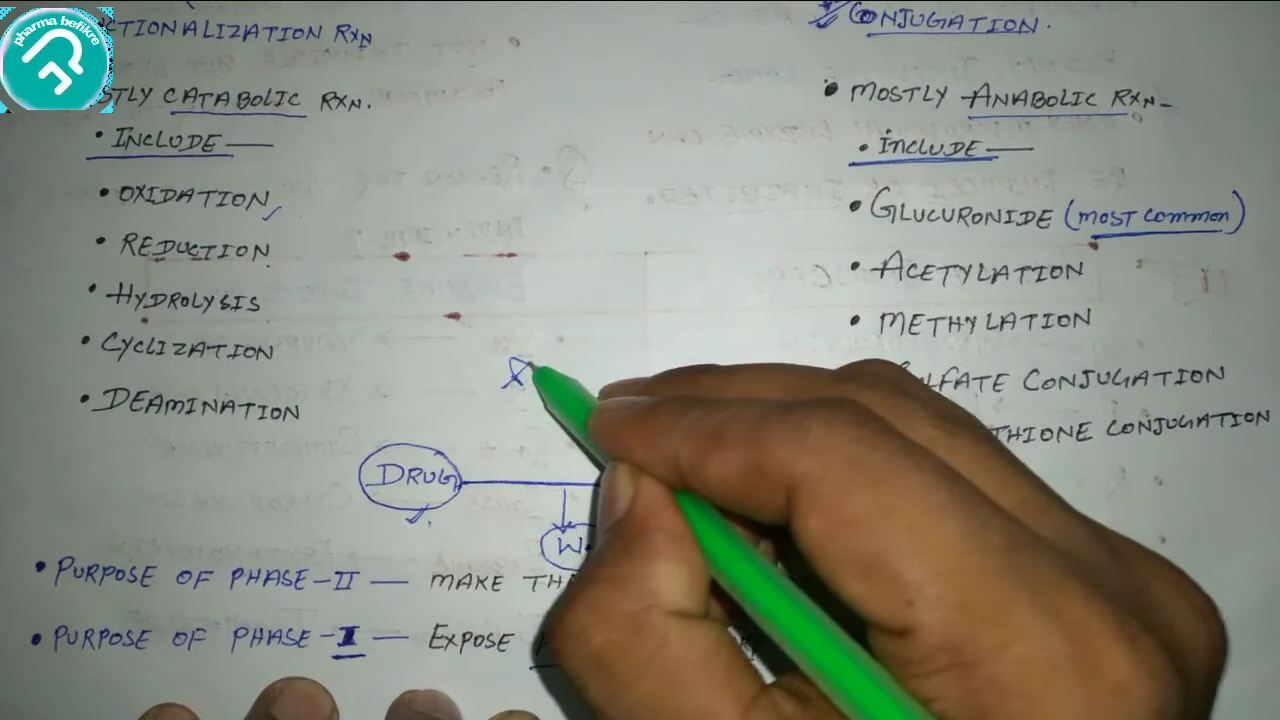 pharma befikre
CTIONALIZATION RXN
STLY CATABOLIC RXN.
• INCLUDE —
• OXIDATION
• REDUCTION
• HYDROLYSIS
• CYCLIZATION
• DEAMINATION
CONJUGATION.
• MOSTLY ANABOLIC RXN-
• INCLUDE —
• GLUCURONIDE (MOST COMMON)
• ACETYLATION
• METHYLATION
LFATE CONJUGATION
THIONE CONJUGATION
DRUG
W
• PURPOSE OF PHASE-II — MAKE TH
• PURPOSE OF PHASE-I — EXPOSE